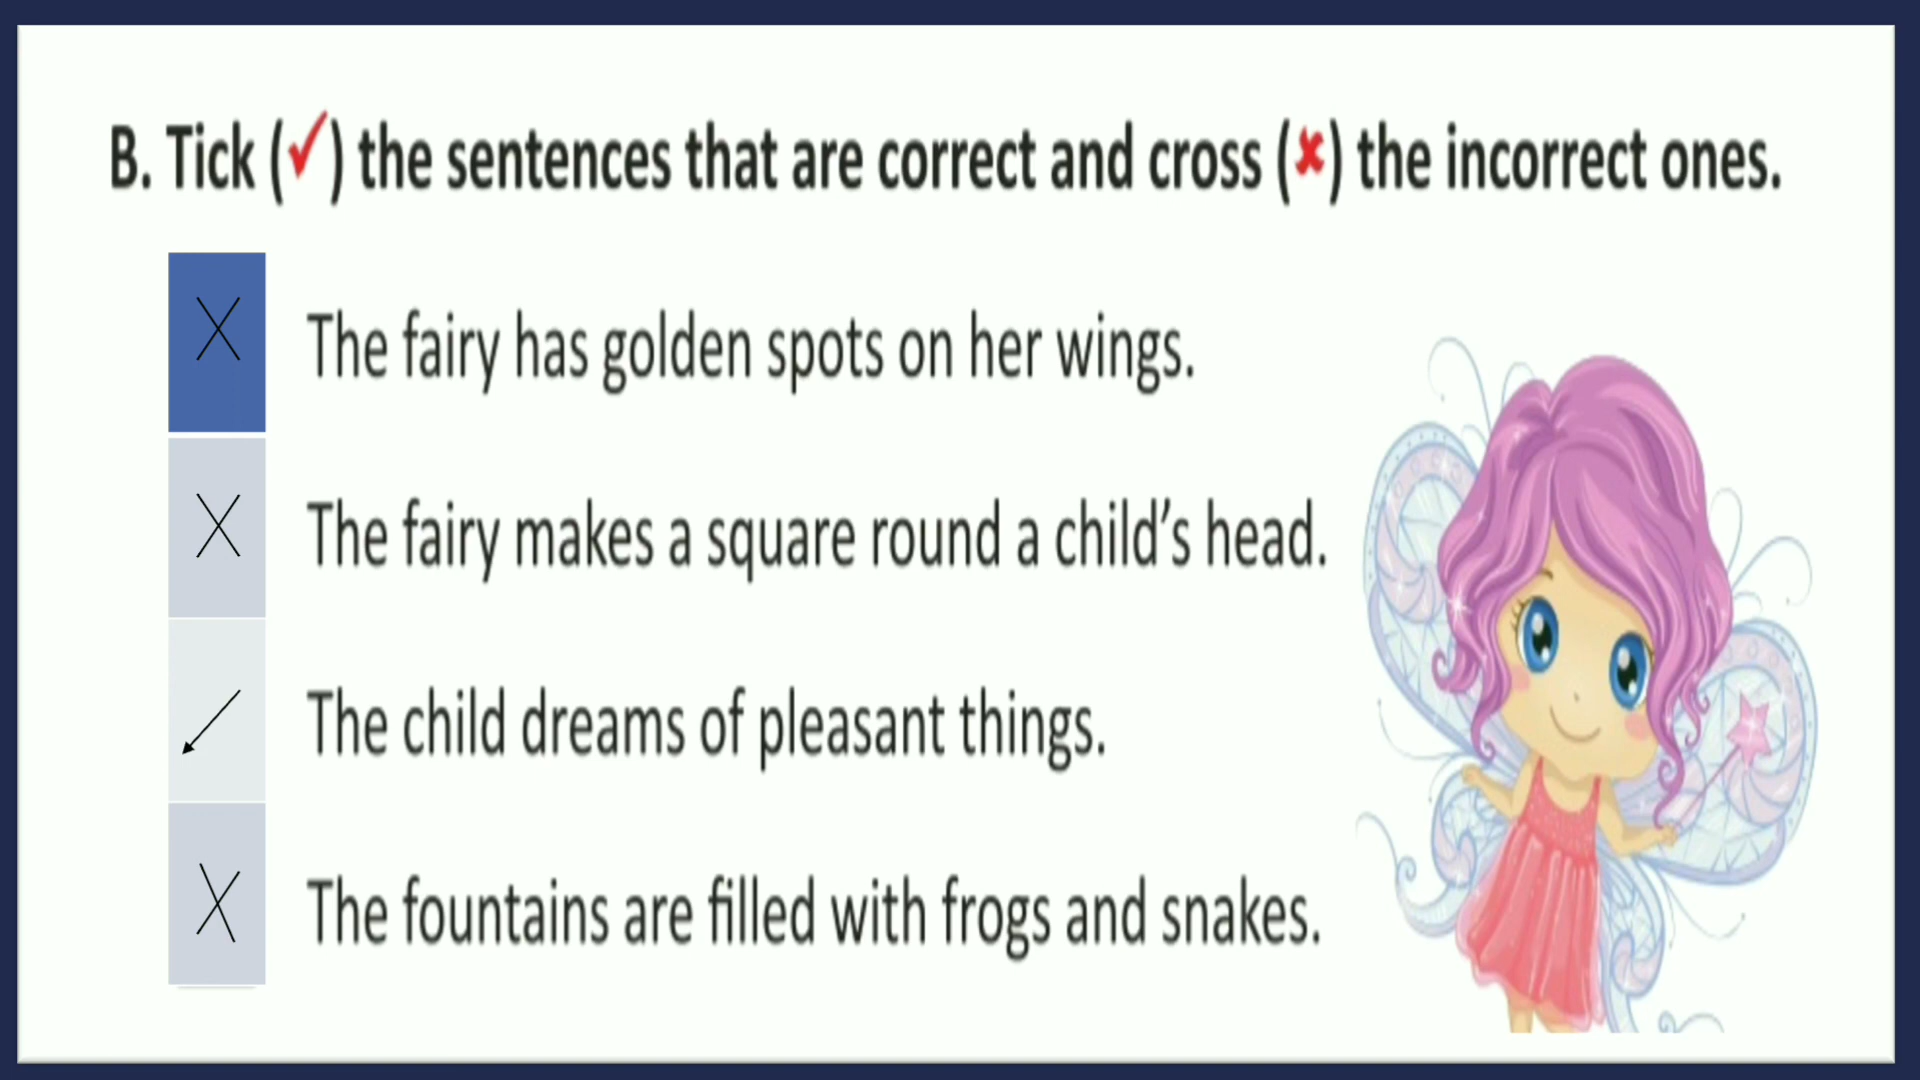 B. Tick (✓) the sentences that are correct and cross (✘) the incorrect ones.
The fairy has golden spots on her wings.
The fairy makes a square round a child's head.
The child dreams of pleasant things.
The fountains are filled with frogs and snakes.